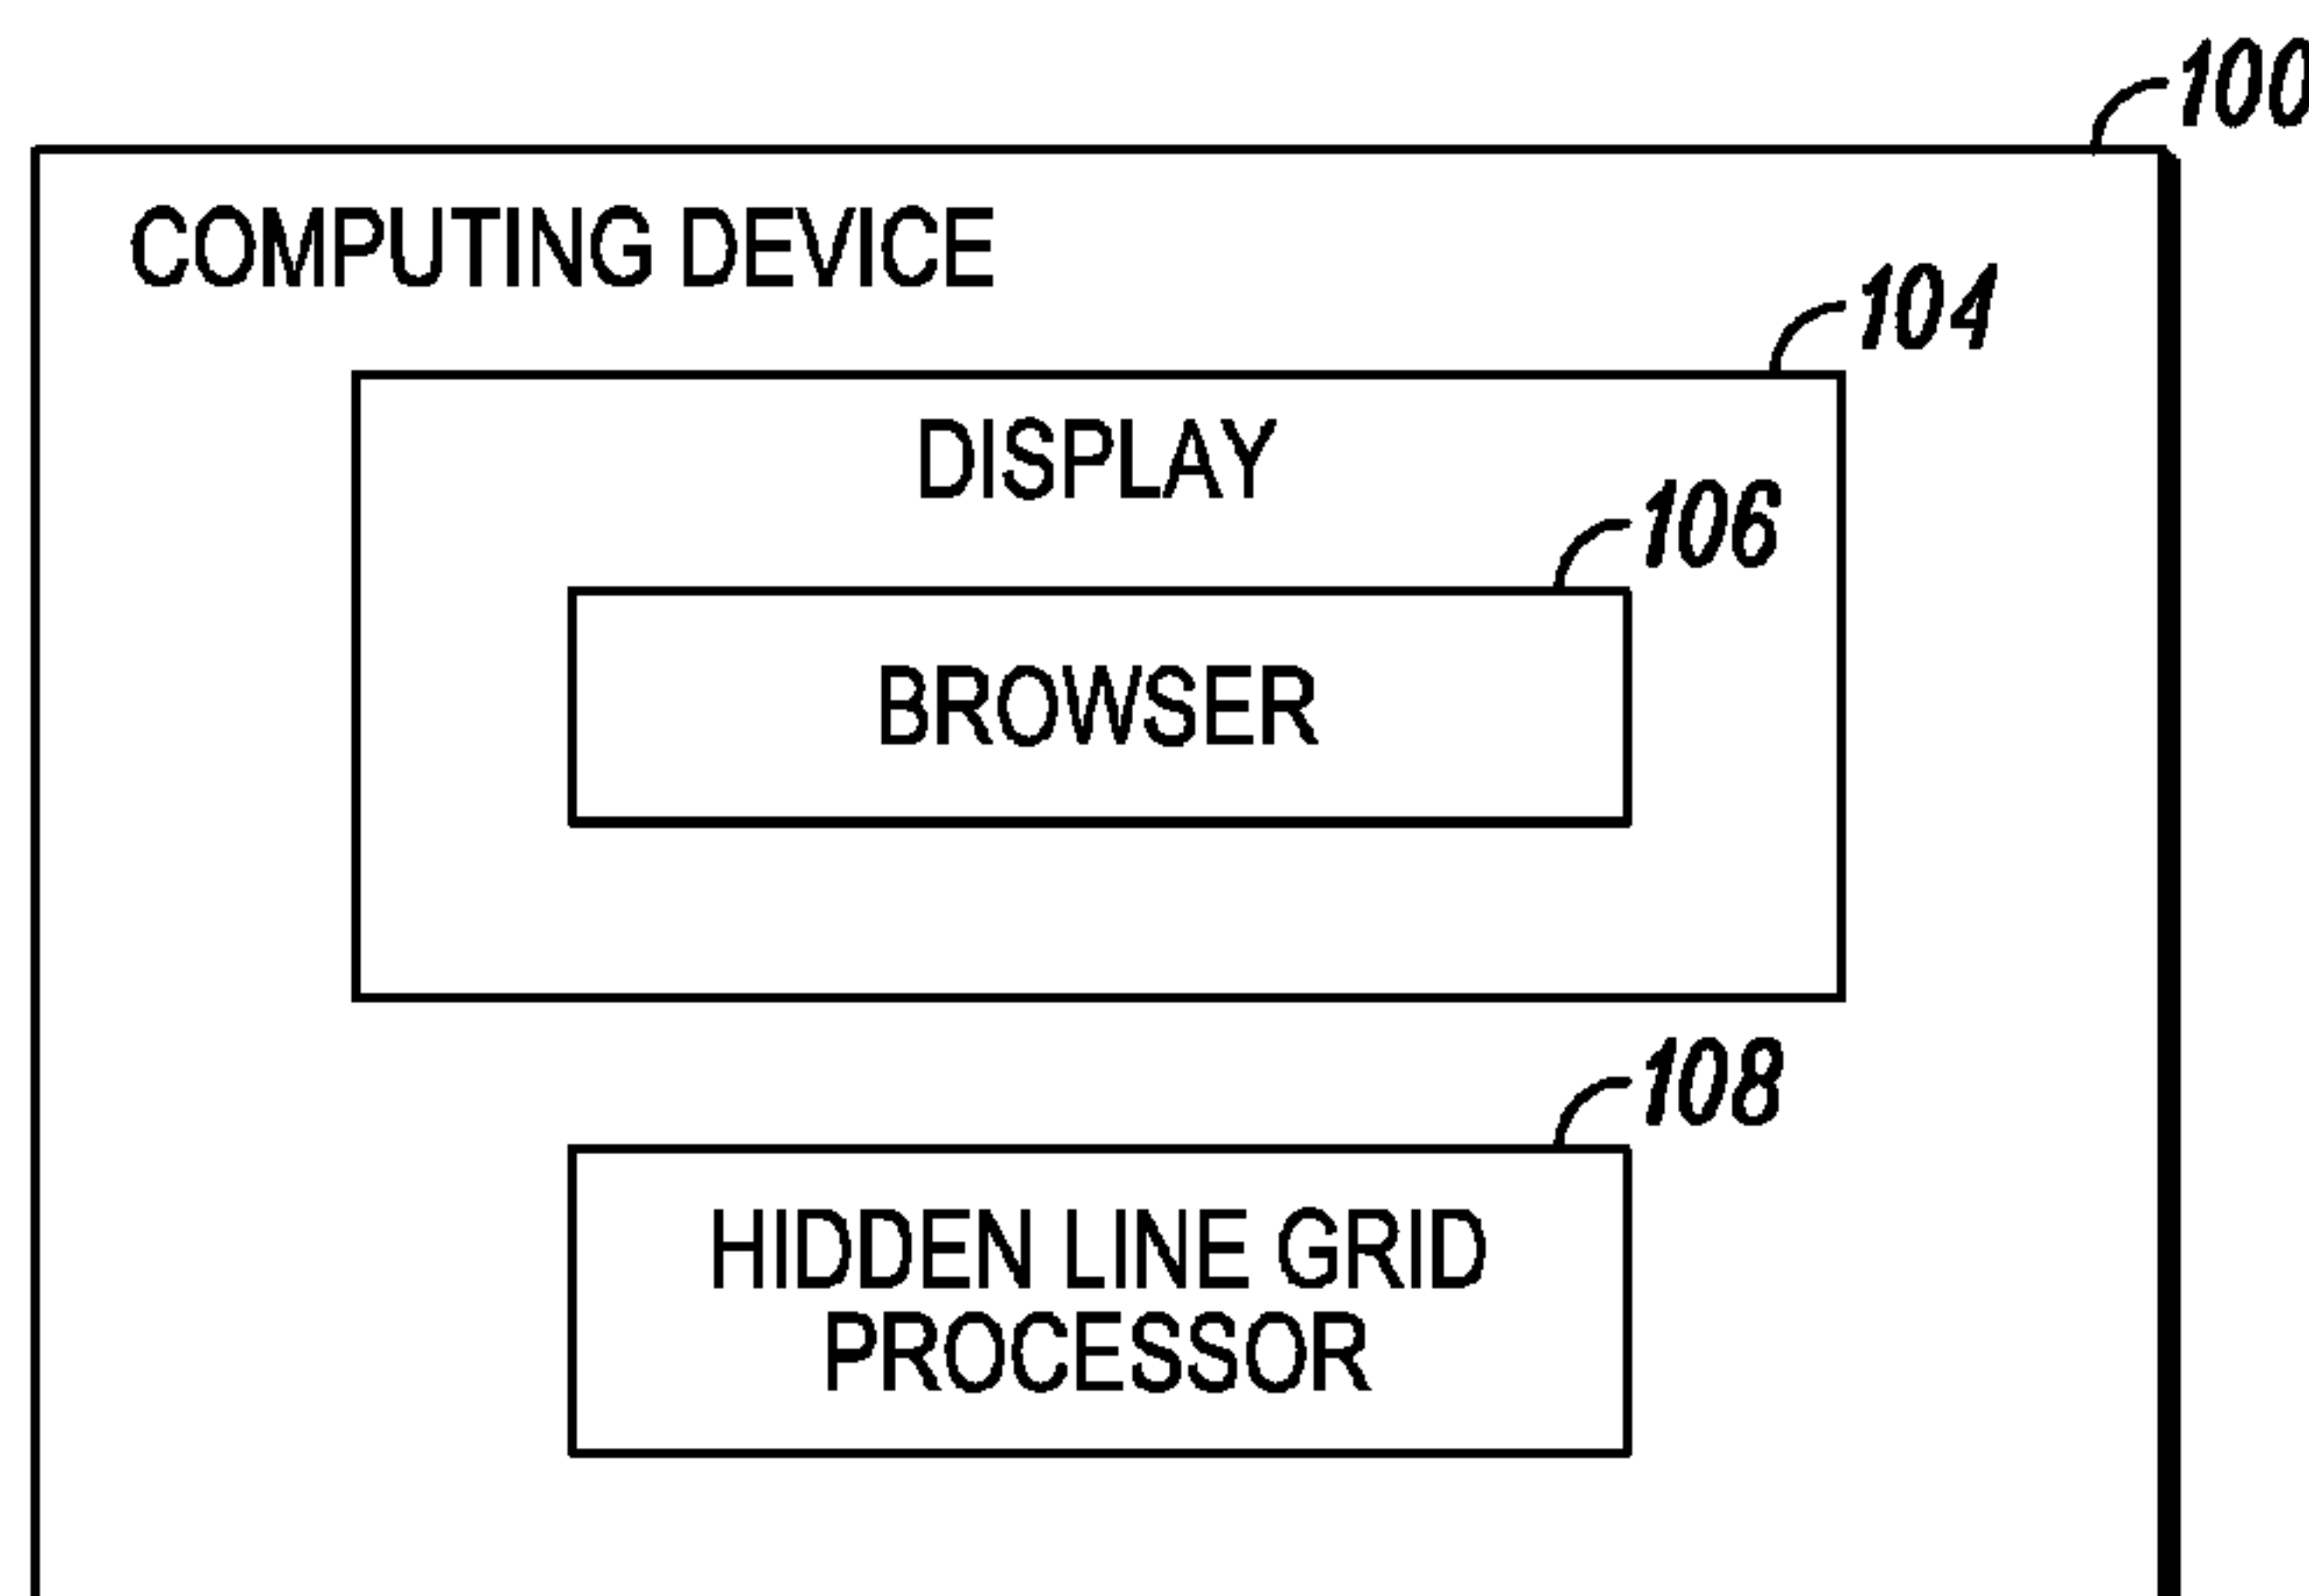 100
COMPUTING DEVICE
104
DISPLAY
106
BROWSER
108
HIDDEN LINE GRID
PROCESSOR